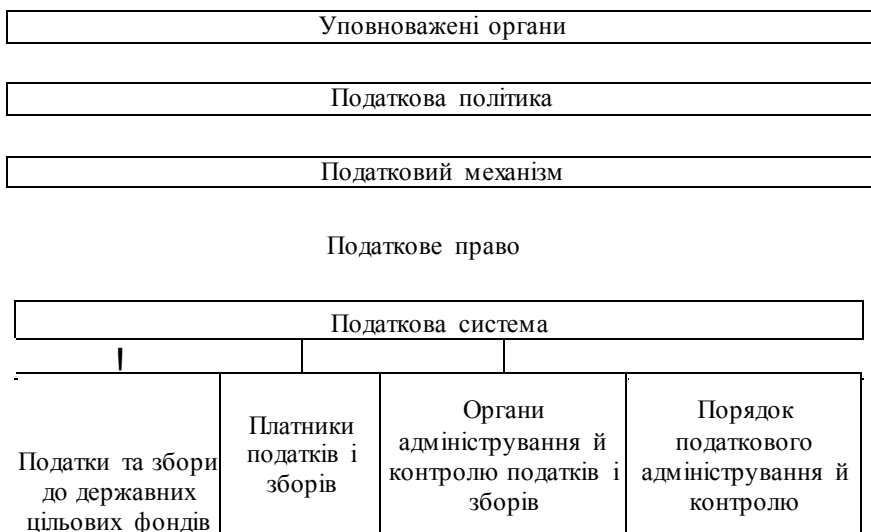 Уповноважені органи
Податкова політика
Податковий механізм
Податкове право
Податкова система
Податки та збори
до державних
цільових фондів
Платники
податків і
зборів
Органи
адміністрування й
контролю податків і
зборів
Порядок
податкового
адміністрування й
контролю